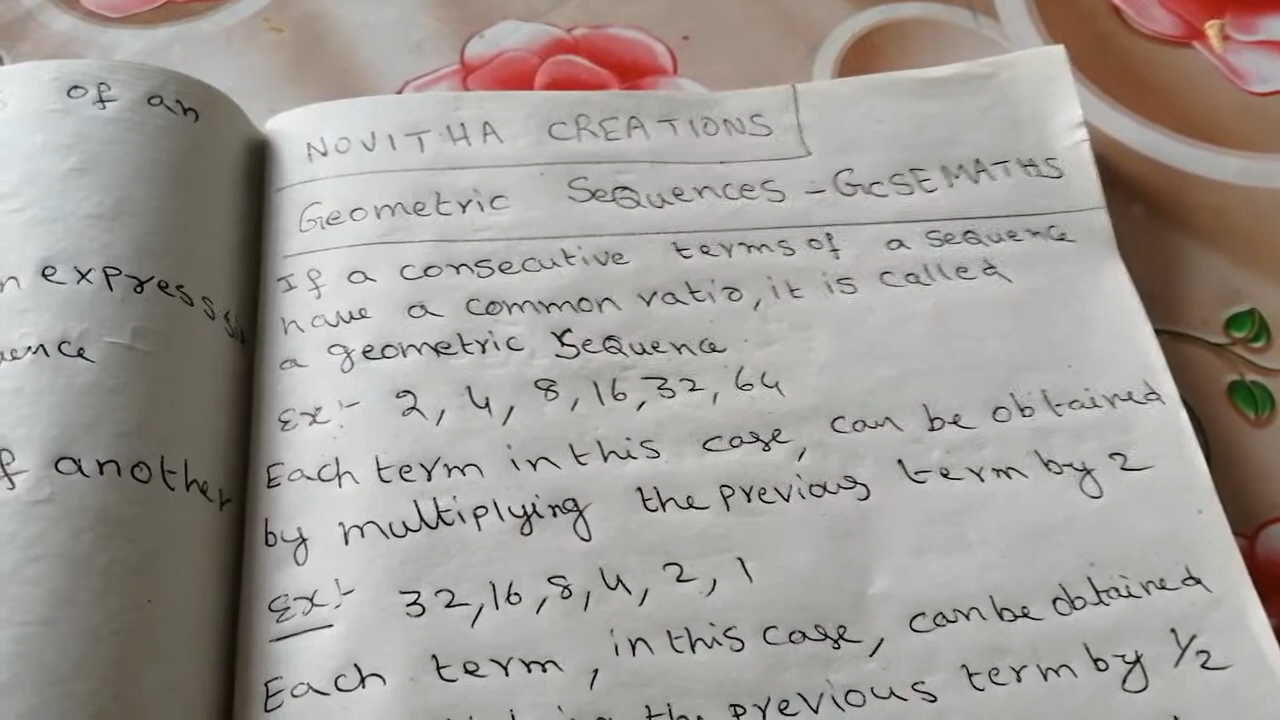 of an
expressi
another
NOVITHA CREATIONS
Geometric Sequences - GCSE MATHS
If a consecutive terms of a sequence
have a common ratio, it is called
a geometric Sequence.
Ex:- 2, 4, 8, 16, 32, 64
Each term in this case, can be obtained
by multiplying the previous term by 2
Ex:- 32, 16, 8, 4, 2, 1
Each term, in this case, can be obtained
the previous term by 1/2